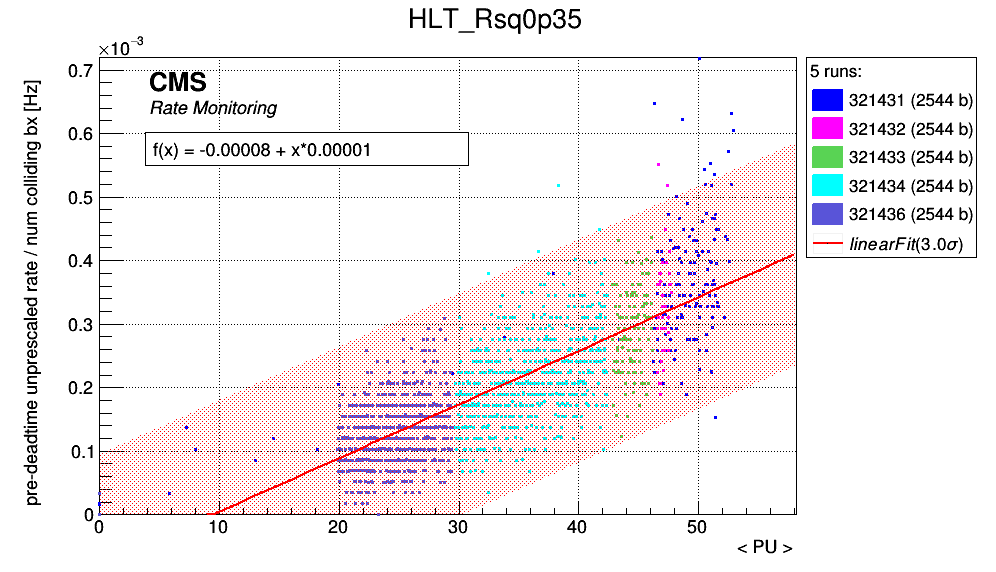 HLT_Rsq0p35
×10⁻³
pre-deadtime unprescaled rate / num colliding bx [Hz]
0.7
0.6
0.5
0.4
0.3
0.2
0.1
0
CMS
Rate Monitoring
f(x) = -0.00008 + x*0.00001
0 10 20 30 40 50
< PU >
5 runs:
321431 (2544 b)
321432 (2544 b)
321433 (2544 b)
321434 (2544 b)
321436 (2544 b)
linearFit(3.0σ)